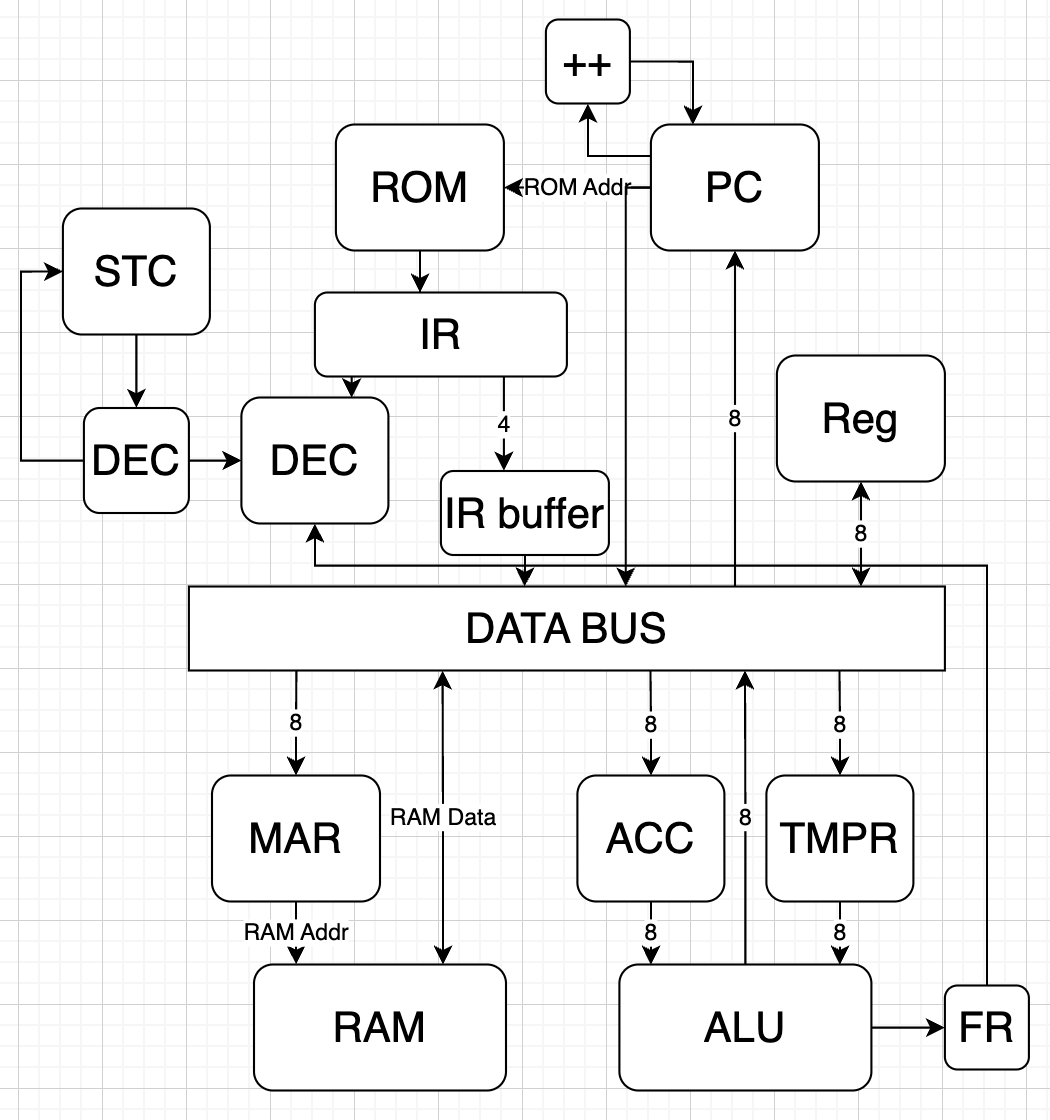 ++
ROM
ROM Addr
PC
STC
IR
DEC
DEC
4
8
Reg
IR buffer
8
DATA BUS
8
8
8
MAR
RAM Data
ACC
8
TMPR
RAM Addr
8
8
RAM
ALU
FR